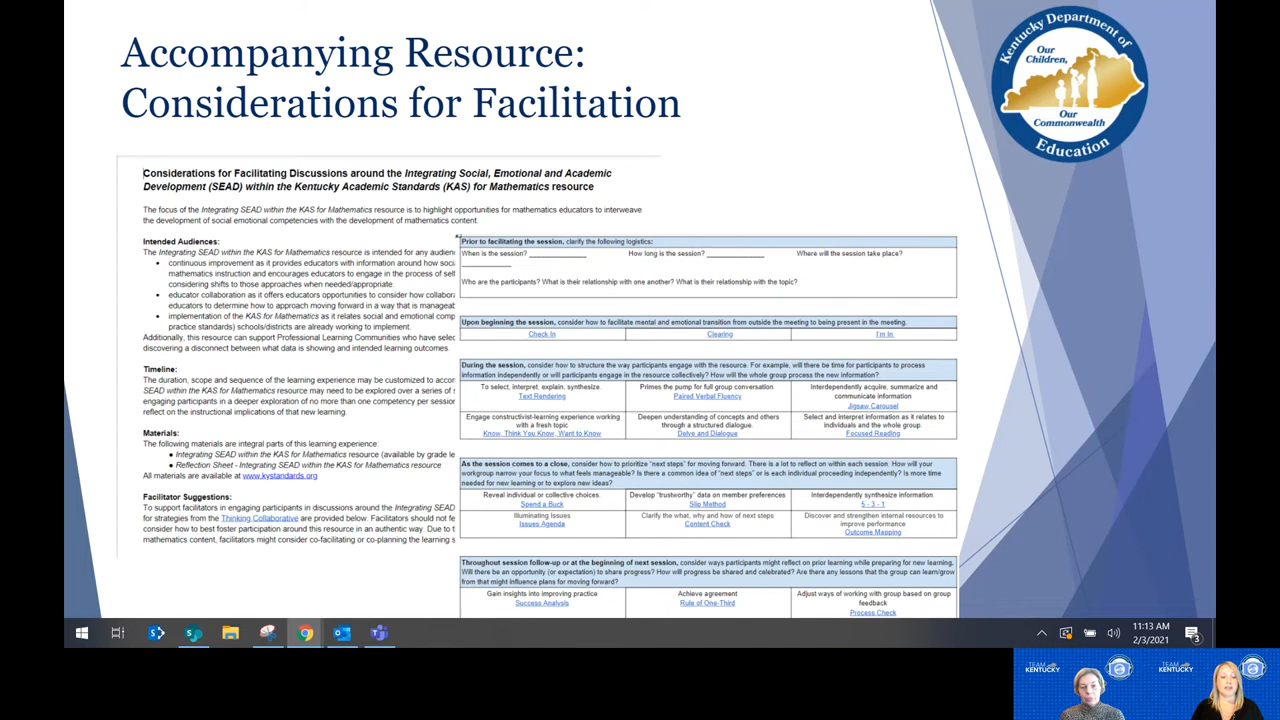 Accompanying Resource:
Considerations for Facilitation
Kentucky Department of
Education
Our
Children,
Our
Commonwealth
Considerations for Facilitating Discussions around the Integrating Social, Emotional and Academic
Development (SEAD) within the Kentucky Academic Standards (KAS) for Mathematics resource
The focus of the Integrating SEAD within the KAS for Mathematics resource is to highlight opportunities for mathematics educators to interweave
the development of social emotional competencies with the development of mathematics content.
Intended Audiences:
The Integrating SEAD within the KAS for Mathematics resource is intended for any audien
• continuous improvement as it provides educators with information around how soci
mathematics instruction and encourages educators to engage in the process of self
considering shifts to those approaches when needed/appropriate.
• educator collaboration as it offers educators opportunities to consider how collabora
educators to determine how to approach moving forward in a way that is manageab
• implementation of the KAS for Mathematics as it relates social and emotional comp
practice standards) schools/districts are already working to implement.
Additionally, this resource can support Professional Learning Communities who have selec
discovering a disconnect between what data is showing and intended learning outcomes.
Timeline:
The duration, scope and sequence of the learning experience may be customized to accor
SEAD within the KAS for Mathematics resource may need to be explored over a series of
engaging participants in a deeper exploration of no more than one competency per session
reflect on the instructional implications of that new learning.
Materials:
The following materials are integral parts of this learning experience:
• Integrating SEAD within the KAS for Mathematics resource (available by grade le
• Reflection Sheet - Integrating SEAD within the KAS for Mathematics resource
All materials are available at www.kystandards.org
Facilitator Suggestions:
To support facilitators in engaging participants in discussions around the Integrating SEAD
for strategies from the Thinking Collaborative are provided below. Facilitators should not fe
consider how to best foster participation around this resource in an authentic way. Due to t
mathematics content, facilitators might consider co-facilitating or co-planning the learning s
Prior to facilitating the session, clarify the following logistics:
When is the session? ____________ How long is the session? ____________ Where will the session take place?
____________
Who are the participants? What is their relationship with one another? What is their relationship with the topic?
Upon beginning the session, consider how to facilitate mental and emotional transition from outside the meeting to being present in the meeting.
Check In Clearing I'm In
During the session, consider how to structure the way participants engage with the resource. For example, will there be time for participants to process
information independently or will participants engage in the resource collectively? How will the whole group process the new information?
To select, interpret, explain, synthesize.
Text Rendering
Primes the pump for full group conversation.
Paired Verbal Fluency
Interdependently acquire, summarize and
communicate information
Jigsaw Carousel
Engage constructivist-learning experience working
with a fresh topic
Know, Think You Know, Want to Know
Deepen understanding of concepts and others
through a structured dialogue.
Delve and Dialogue
Select and interpret information as it relates to
individuals and the whole group.
Focused Reading
As the session comes to a close, consider how to prioritize "next steps" for moving forward. There is a lot to reflect on within each session. How will your
workgroup narrow your focus to what feels manageable? Is there a common idea of "next steps" or is each individual proceeding independently? Is more time
needed for new learning or to explore new ideas?
Reveal individual or collective choices.
Spend a Buck
Develop "trustworthy" data on member preferences
Slip Method
Interdependently synthesize information.
5 - 3 - 1
Illuminating Issues
Issues Agenda
Clarify the what, why and how of next steps
Content Check
Discover and strengthen internal resources to
improve performance
Outcome Mapping
Throughout session follow-up or at the beginning of next session, consider ways participants might reflect on prior learning while preparing for new learning.
Will there be an opportunity (or expectation) to share progress? How will progress be shared and celebrated? Are there any lessons that the group can learn/grow
from that might influence plans for moving forward?
Gain insights into improving practice
Success Analysis
Achieve agreement
Rule of One-Third
Adjust ways of working with group based on group
feedback
Process Check
11:13 AM
2/3/2021
3
TEAM
KENTUCKY
TEAM
KENTUCKY